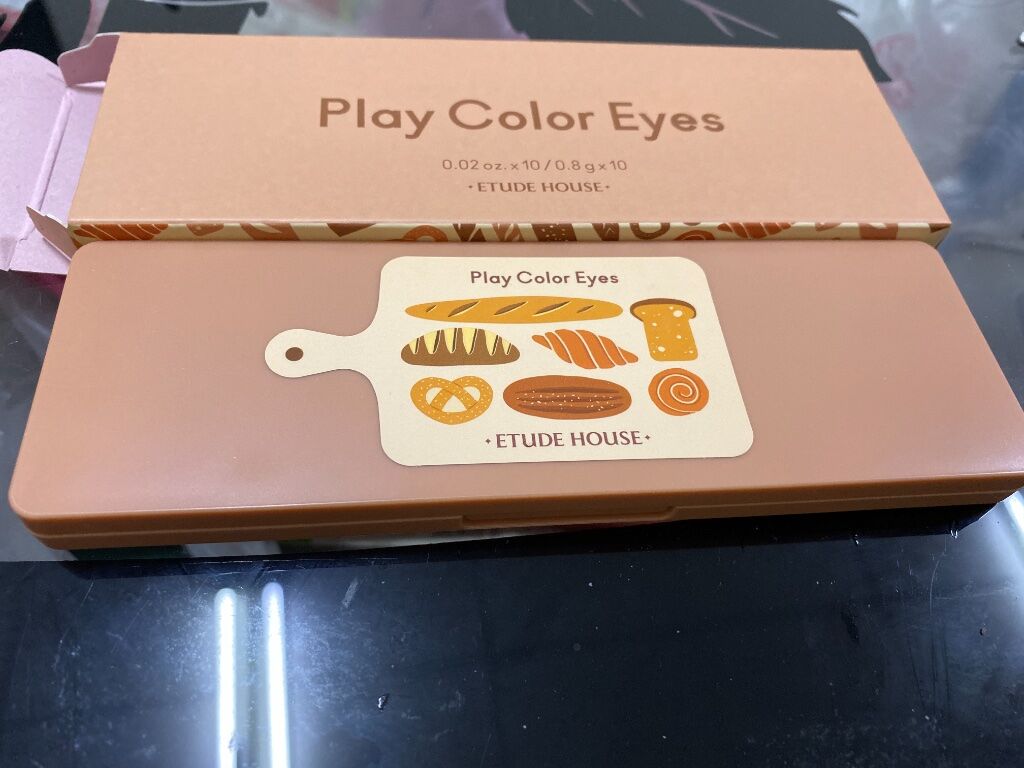 Play Color Eyes
0.02 oz. x 10 / 0.8 g x 10
· ETUDE HOUSE ·
Play Color Eyes
· ETUDE HOUSE ·